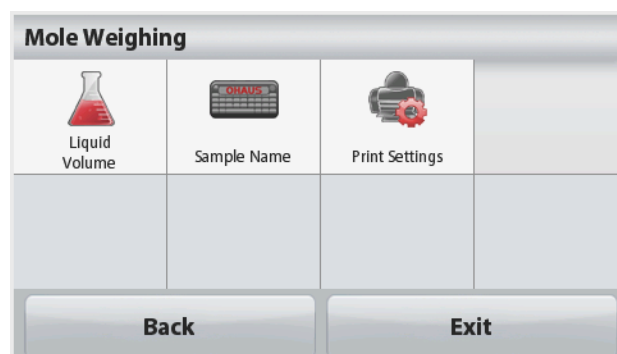 Mole Weighing
OHAUS
Liquid
Volume
Sample Name
Print Settings
Back
Exit